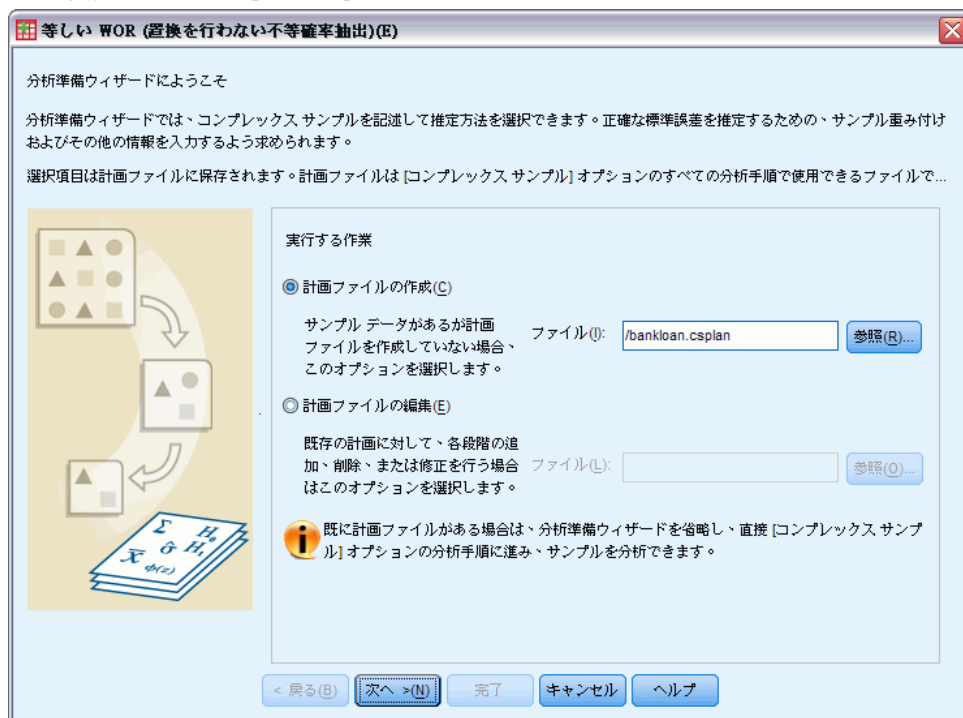 等しい WOR (置換を行わない不等確率抽出)(E)
分析準備ウィザードにようこそ
分析準備ウィザードでは、コンプレックス サンプルを記述して推定方法を選択できます。正確な標準誤差を推定するための、サンプル重み付け
およびその他の情報を入力するよう求められます。
選択項目は計画ファイルに保存されます。計画ファイルは [コンプレックス サンプル] オプションのすべての分析手順で使用できるファイルで...
実行する作業
計画ファイルの作成(C)
サンプル データがあるが計画
ファイルを作成していない場合、
このオプションを選択します。
ファイル(I): /bankloan.csplan 参照(R)...
計画ファイルの編集(E)
既存の計画に対して、各段階の追
加、削除、または修正を行う場合
はこのオプションを選択します。
ファイル(L): 参照(O)...
既に計画ファイルがある場合は、分析準備ウィザードを省略し、直接 [コンプレックス サンプ
ル] オプションの分析手順に進み、サンプルを分析できます。
Σ H₀
x̄ σ̂ H₁
φ(z)
< 戻る(B) 次へ >(N) 完了 キャンセル ヘルプ